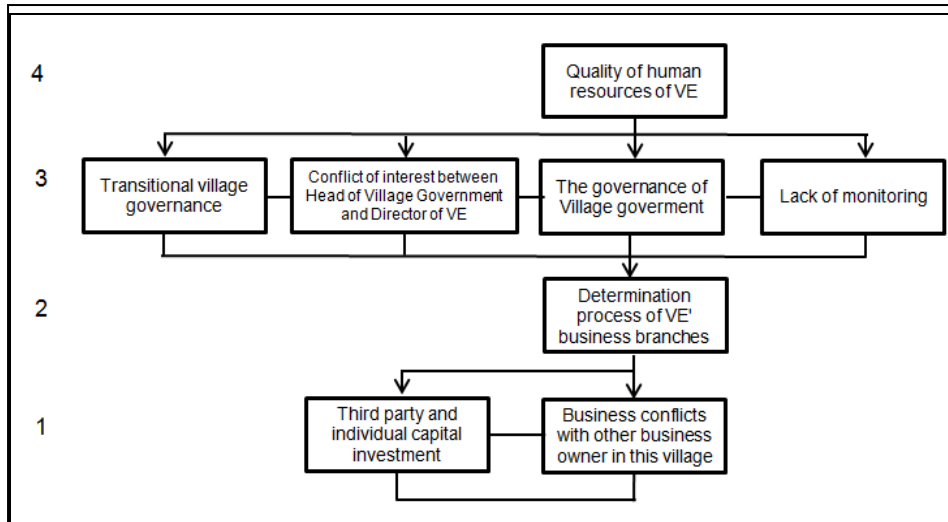 4
Quality of human
resources of VE
3
Transitional village
governance
Conflict of interest between
Head of Village Government
and Director of VE
The governance of
Village goverment
Lack of monitoring
2
Determination
process of VE'
business branches
1
Third party and
individual capital
investment
Business conflicts
with other business
owner in this village